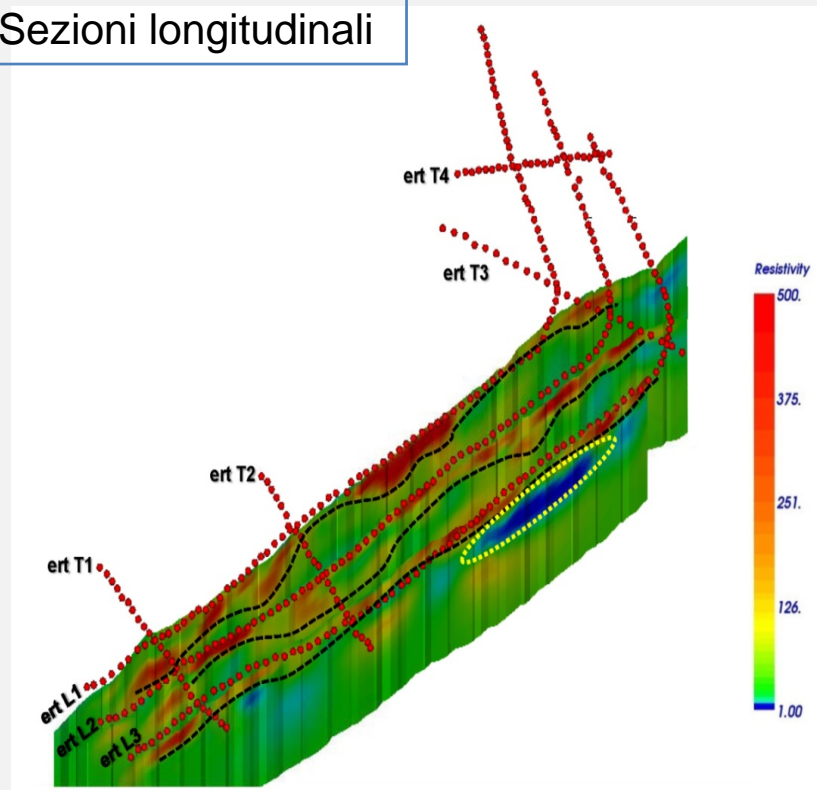 Sezioni longitudinali
ert T4
ert T3
ert T2
ert T1
ert L1
ert L2
ert L3
Resistivity
500.
375.
251.
126.
1.00